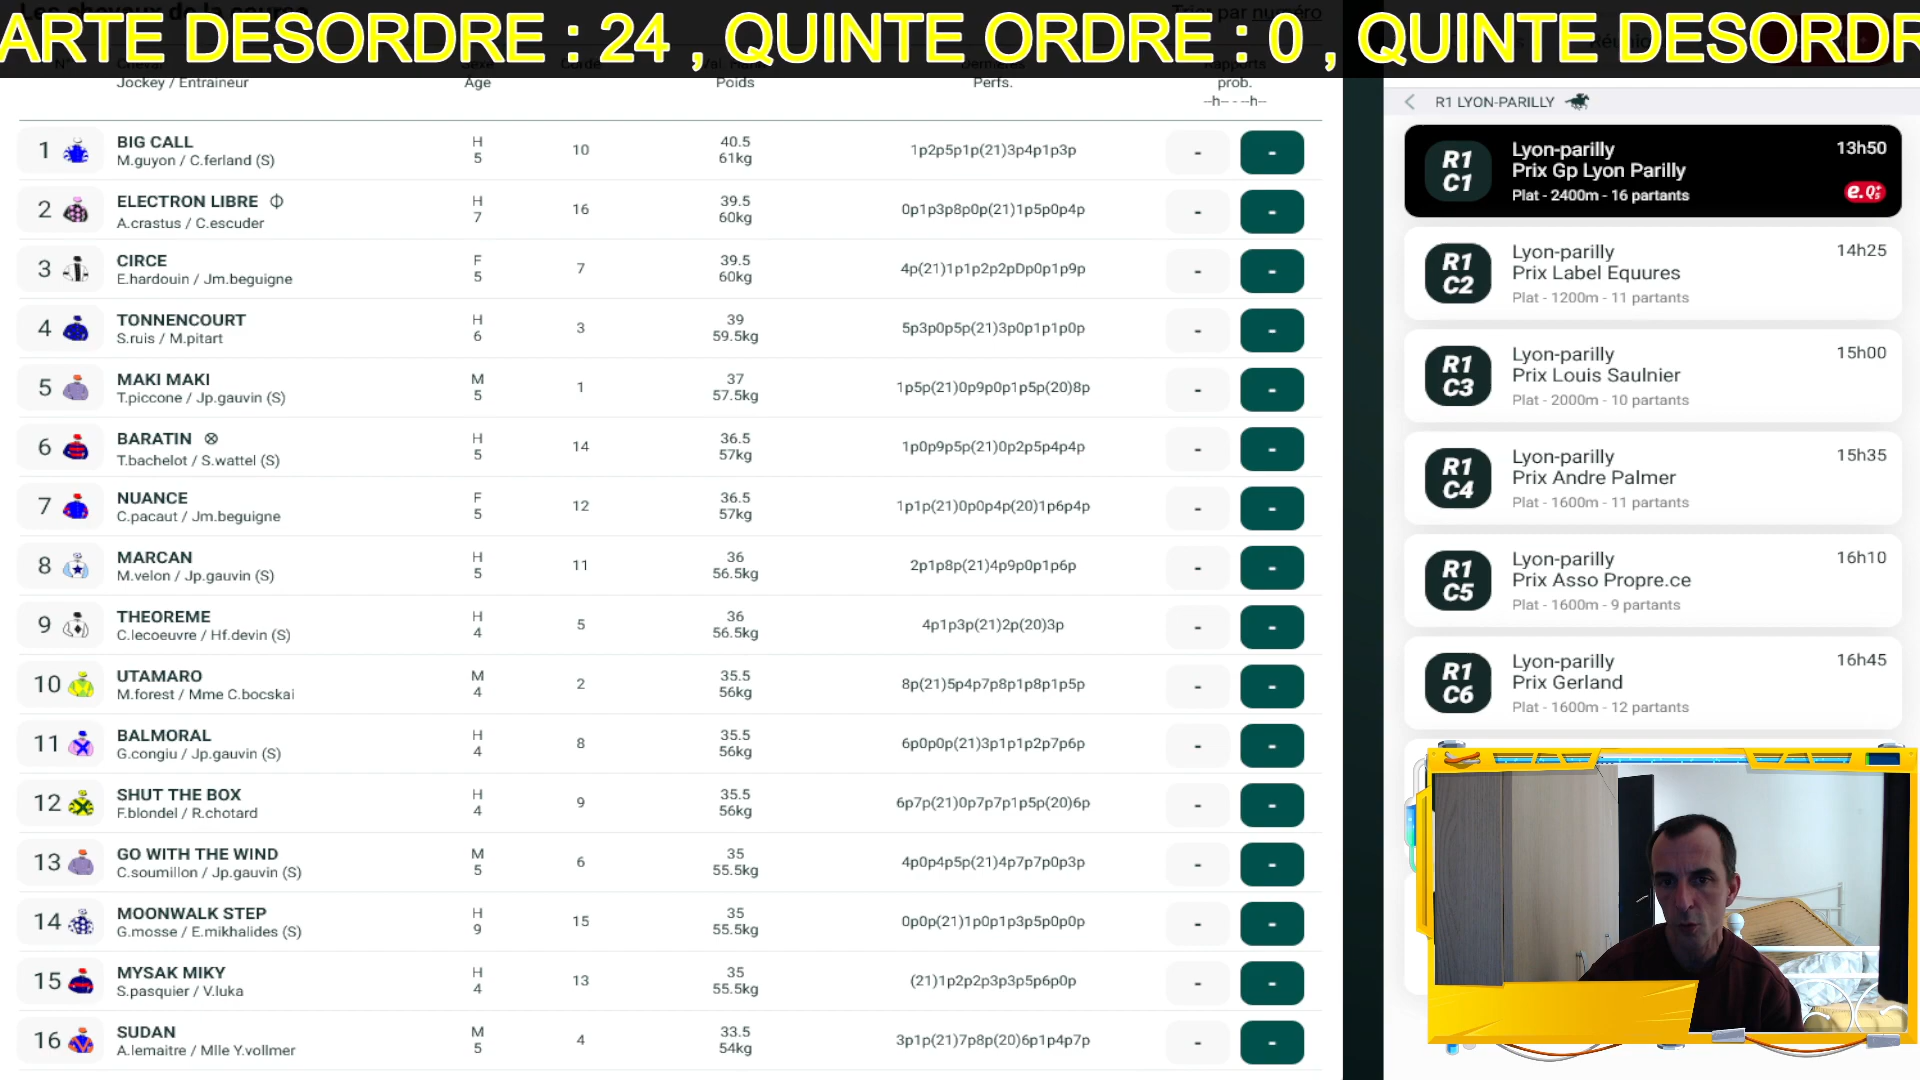 ARTE DESORDRE : 24 , QUINTE ORDRE : 0 , QUINTE DESORDR
Jockey / Entraineur
Age
Poids
Perfs.
prob.
--h-- - --h--
1 BIG CALL H 10 40.5 1p2p5p1p(21)3p4p1p3p - -
M.guyon / C.ferland (S) 5 61kg
2 ELECTRON LIBRE H 16 39.5 0p1p3p8p0p(21)1p5p0p4p - -
A.crastus / C.escuder 7 60kg
3 CIRCE F 7 39.5 4p(21)1p1p2p2pDp0p1p9p - -
E.hardouin / Jm.beguigne 5 60kg
4 TONNENCOURT H 3 39 5p3p0p5p(21)3p0p1p1p0p - -
S.ruis / M.pitart 6 59.5kg
5 MAKI MAKI M 1 37 1p5p(21)0p9p0p1p5p(20)8p - -
T.piccone / Jp.gauvin (S) 5 57.5kg
6 BARATIN H 14 36.5 1p0p9p5p(21)0p2p5p4p4p - -
T.bachelot / S.wattel (S) 5 57kg
7 NUANCE F 12 36.5 1p1p(21)0p0p4p(20)1p6p4p - -
C.pacaut / Jm.beguigne 5 57kg
8 MARCAN H 11 36 2p1p8p(21)4p9p0p1p6p - -
M.velon / Jp.gauvin (S) 5 56.5kg
9 THEOREME H 5 36 4p1p3p(21)2p(20)3p - -
C.lecoeuvre / Hf.devin (S) 4 56.5kg
10 UTAMARO M 2 35.5 8p(21)5p4p7p8p1p8p1p5p - -
M.forest / Mme C.bocskai 4 56kg
11 BALMORAL H 8 35.5 6p0p0p(21)3p1p1p2p7p6p - -
G.congiu / Jp.gauvin (S) 4 56kg
12 SHUT THE BOX H 9 35.5 6p7p(21)0p7p7p1p5p(20)6p - -
F.blondel / R.chotard 4 56kg
13 GO WITH THE WIND M 6 35 4p0p4p5p(21)4p7p7p0p3p - -
C.soumillon / Jp.gauvin (S) 5 55.5kg
14 MOONWALK STEP H 15 35 0p0p(21)1p0p1p3p5p0p0p - -
G.mosse / E.mikhalides (S) 9 55.5kg
15 MYSAK MIKY H 13 35 (21)1p2p2p3p3p5p6p0p - -
S.pasquier / V.luka 4 55.5kg
16 SUDAN M 4 33.5 3p1p(21)7p8p(20)6p1p4p7p - -
A.lemaitre / Mlle Y.vollmer 5 54kg
R1 LYON-PARILLY
R1 C1 Lyon-parilly 13h50
Prix Gp Lyon Parilly
Plat - 2400m - 16 partants e.Q5
R1 C2 Lyon-parilly 14h25
Prix Label Equures
Plat - 1200m - 11 partants
R1 C3 Lyon-parilly 15h00
Prix Louis Saulnier
Plat - 2000m - 10 partants
R1 C4 Lyon-parilly 15h35
Prix Andre Palmer
Plat - 1600m - 11 partants
R1 C5 Lyon-parilly 16h10
Prix Asso Propre.ce
Plat - 1600m - 9 partants
R1 C6 Lyon-parilly 16h45
Prix Gerland
Plat - 1600m - 12 partants